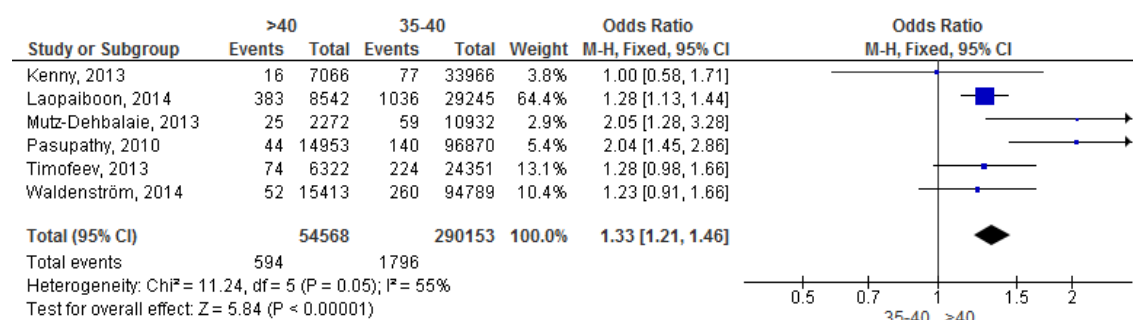 >40 35-40 Odds Ratio Odds Ratio
Study or Subgroup Events Total Events Total Weight M-H, Fixed, 95% CI M-H, Fixed, 95% CI
Kenny, 2013 16 7066 77 33966 3.8% 1.00 [0.58, 1.71]
Laopaiboon, 2014 383 8542 1036 29245 64.4% 1.28 [1.13, 1.44]
Mutz-Dehbalaie, 2013 25 2272 59 10932 2.9% 2.05 [1.28, 3.28]
Pasupathy, 2010 44 14953 140 96870 5.4% 2.04 [1.45, 2.86]
Timofeev, 2013 74 6322 224 24351 13.1% 1.28 [0.98, 1.66]
Waldenström, 2014 52 15413 260 94789 10.4% 1.23 [0.91, 1.66]
Total (95% CI) 54568 290153 100.0% 1.33 [1.21, 1.46]
Total events 594 1796
Heterogeneity: Chi² = 11.24, df = 5 (P = 0.05); I² = 55%
Test for overall effect: Z = 5.84 (P < 0.00001)
0.5 0.7 1 1.5 2
35-40 >40